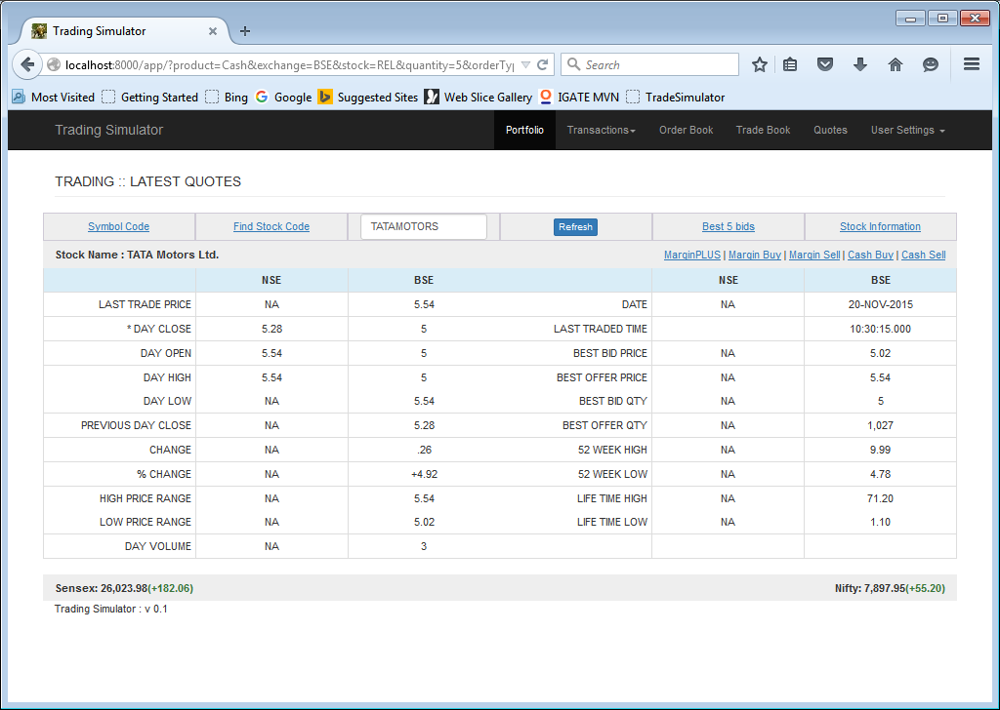 Trading Simulator
localhost:8000/app/?product=Cash&exchange=BSE&stock=REL&quantity=5&orderTy
Search
Most Visited Getting Started Bing Google Suggested Sites Web Slice Gallery IGATE MVN TradeSimulator
Trading Simulator Portfolio Transactions Order Book Trade Book Quotes User Settings
TRADING :: LATEST QUOTES
Symbol Code Find Stock Code TATAMOTORS Refresh Best 5 bids Stock Information
Stock Name : TATA Motors Ltd. MarginPLUS | Margin Buy | Margin Sell | Cash Buy | Cash Sell
NSE BSE NSE BSE
LAST TRADE PRICE NA 5.54 DATE NA 20-NOV-2015
* DAY CLOSE 5.28 5 LAST TRADED TIME 10:30:15.000
DAY OPEN 5.54 5 BEST BID PRICE NA 5.02
DAY HIGH 5.54 5 BEST OFFER PRICE NA 5.54
DAY LOW NA 5.54 BEST BID QTY NA 5
PREVIOUS DAY CLOSE NA 5.28 BEST OFFER QTY NA 1,027
CHANGE NA .26 52 WEEK HIGH NA 9.99
% CHANGE NA +4.92 52 WEEK LOW NA 4.78
HIGH PRICE RANGE NA 5.54 LIFE TIME HIGH NA 71.20
LOW PRICE RANGE NA 5.02 LIFE TIME LOW NA 1.10
DAY VOLUME NA 3
Sensex: 26,023.98(+182.06) Nifty: 7,897.95(+55.20)
Trading Simulator : v 0.1